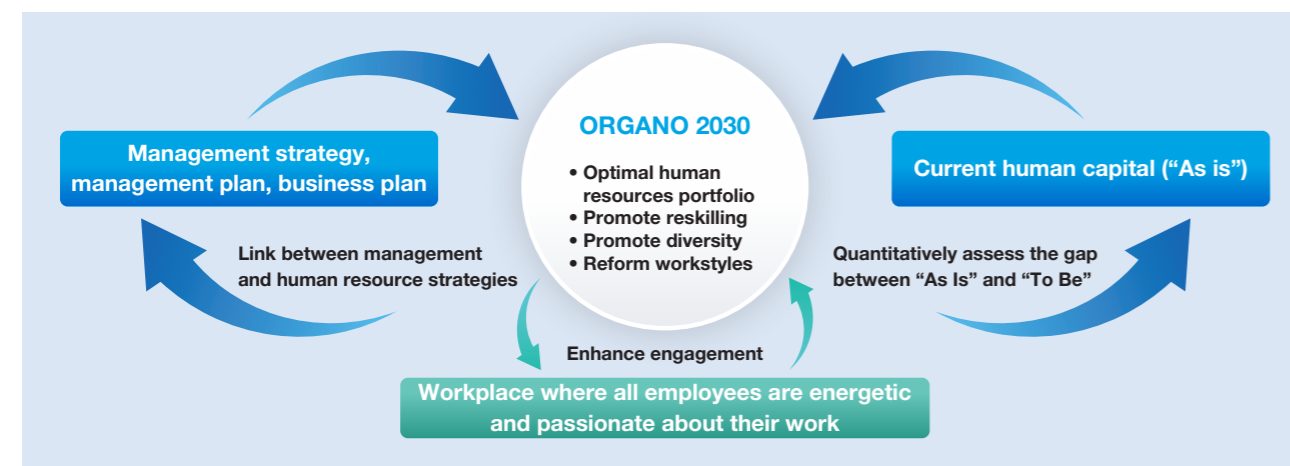 Management strategy,
management plan, business plan
Link between management
and human resource strategies
ORGANO 2030
• Optimal human
resources portfolio
• Promote reskilling
• Promote diversity
• Reform workstyles
Current human capital (“As is”)
Quantitatively assess the gap
between “As Is” and “To Be”
Enhance engagement
Workplace where all employees are energetic
and passionate about their work